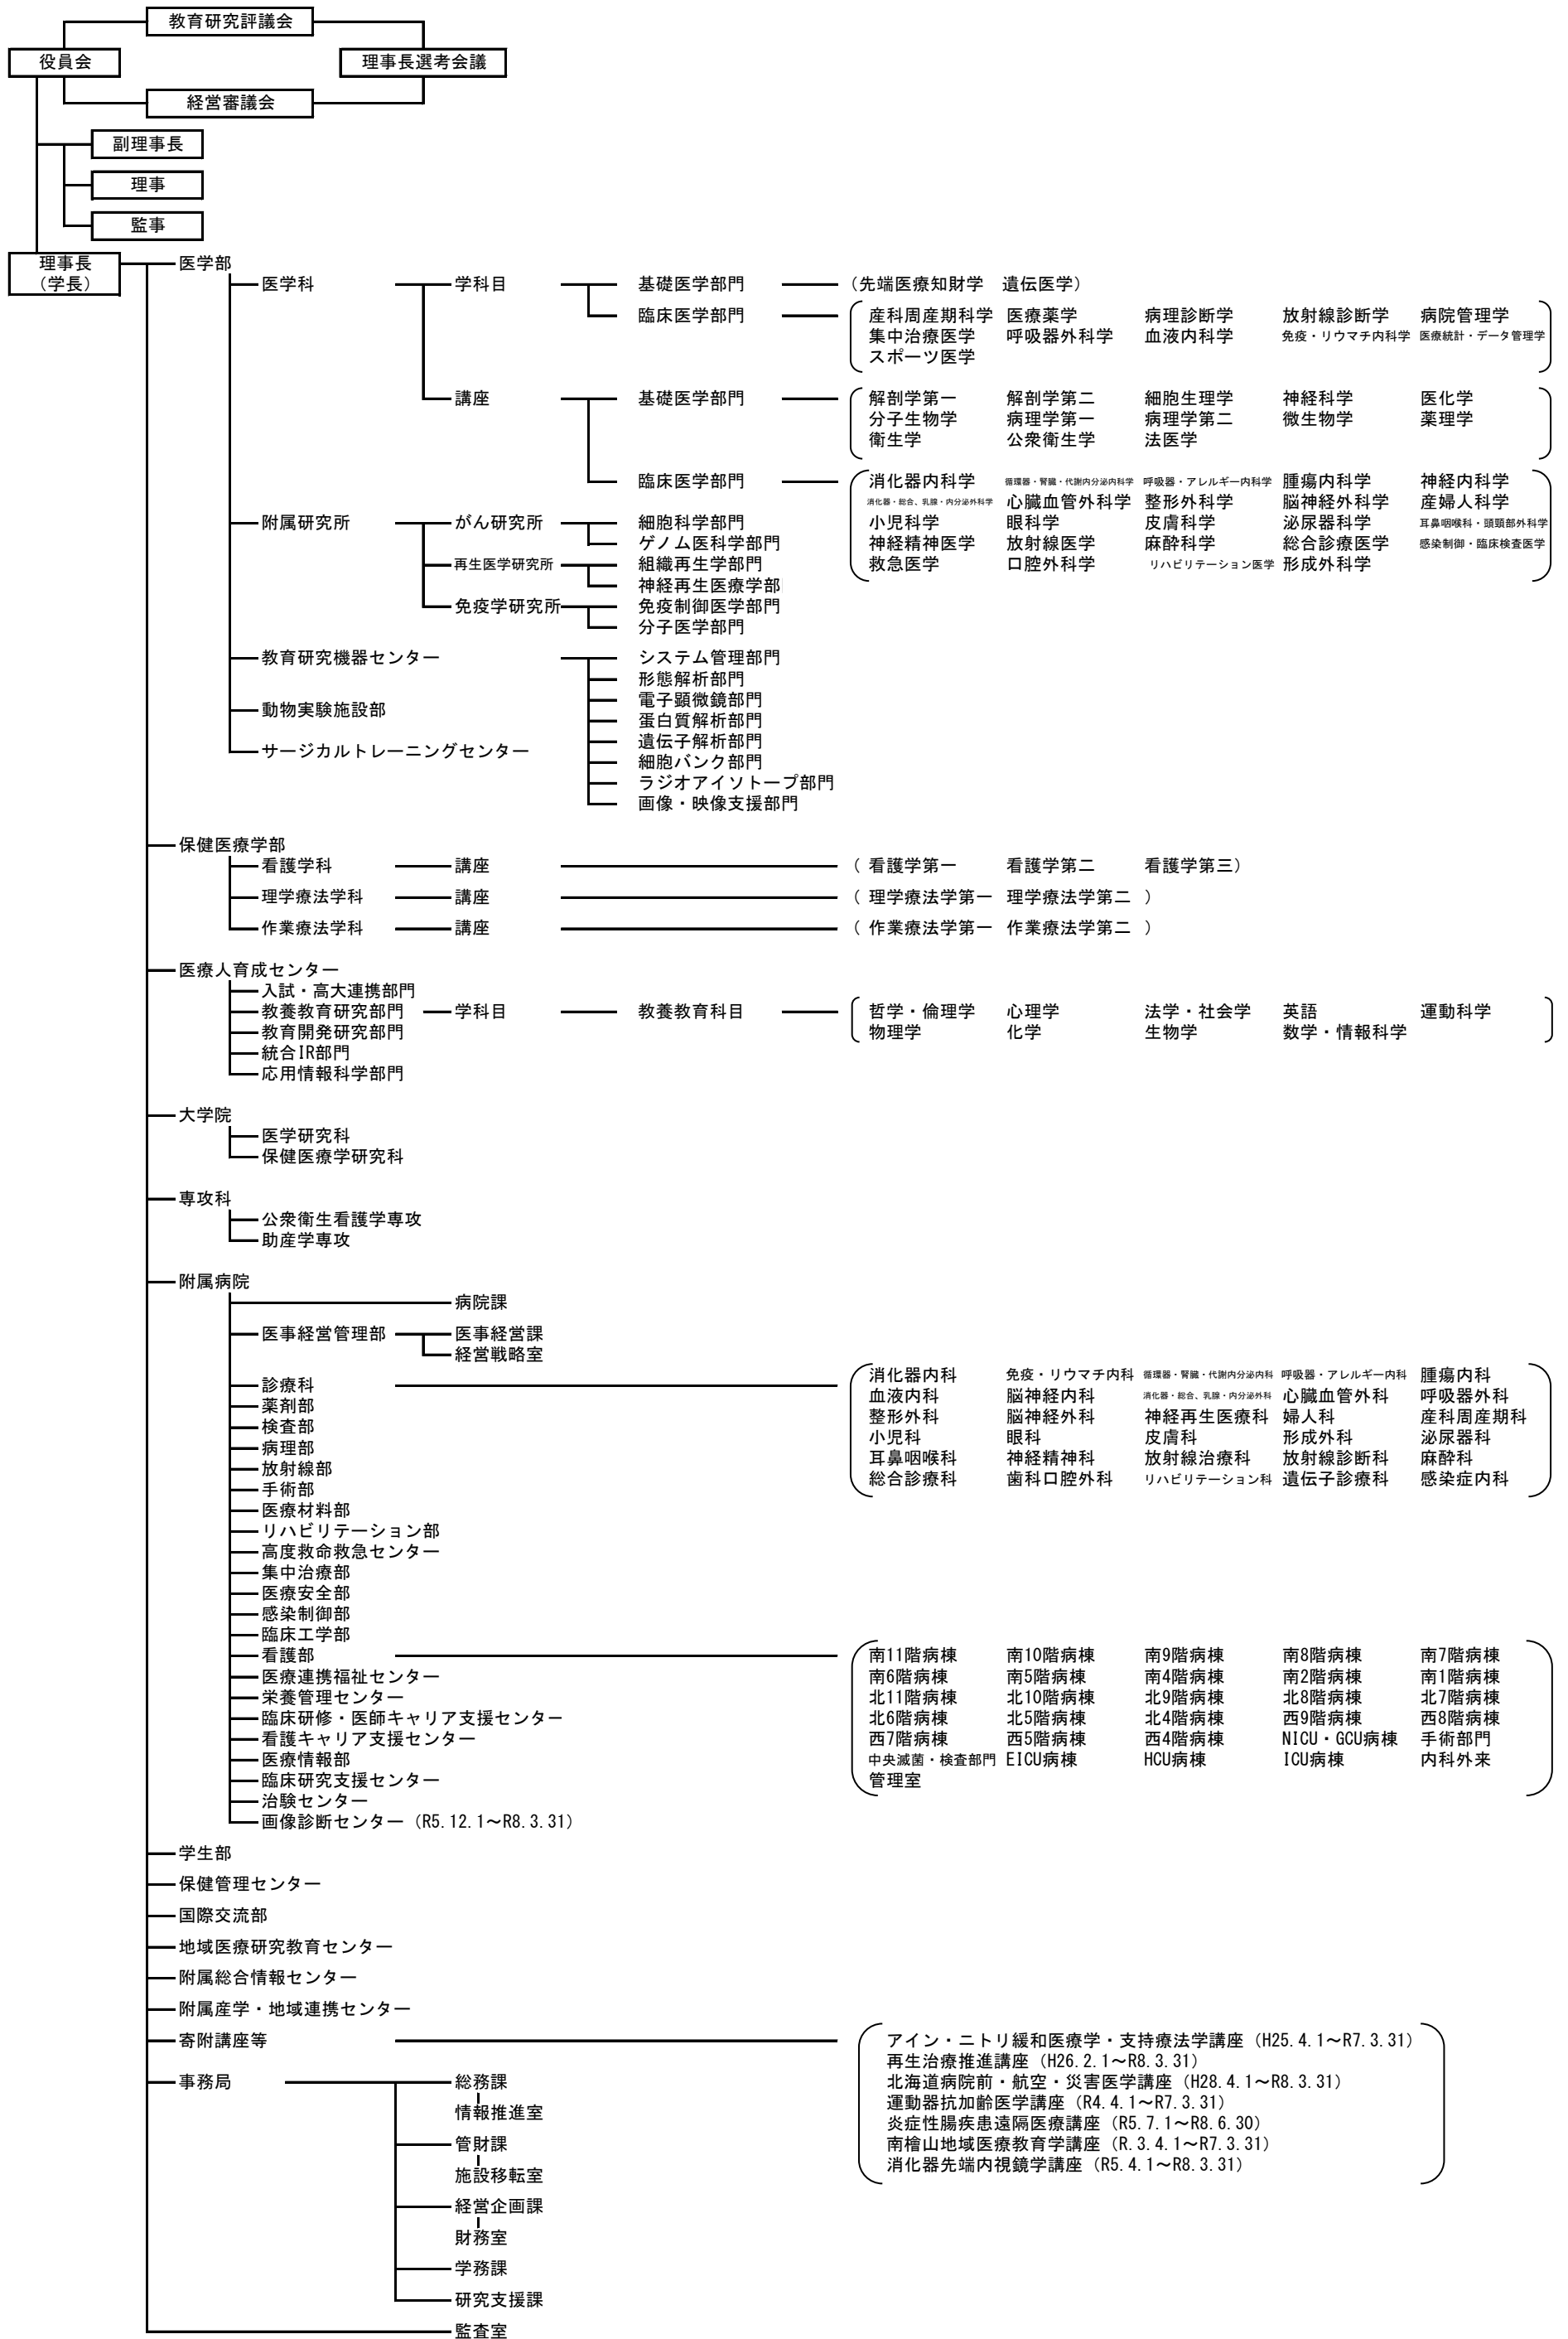 教育研究評議会
役員会 理事長選考会議
経営審議会
副理事長
理事
監事
理事長 医学部
（学長） 医学科 学科目 基礎医学部門 （先端医療知財学 遺伝医学）
臨床医学部門 産科周産期科学 医療薬学 病理診断学 放射線診断学 病院管理学
集中治療医学 呼吸器外科学 血液内科学 免疫・リウマチ内科学 医療統計・データ管理学
スポーツ医学
講座 基礎医学部門 解剖学第一 解剖学第二 細胞生理学 神経科学 医化学
分子生物学 病理学第一 病理学第二 微生物学 薬理学
衛生学 公衆衛生学 法医学
臨床医学部門 消化器内科学 循環器・腎臓・代謝内分泌内科学 呼吸器・アレルギー内科学 腫瘍内科学 神経内科学
消化器・総合、乳腺・内分泌外科学 心臓血管外科学 整形外科学 脳神経外科学 産婦人科学
附属研究所 がん研究所 細胞科学部門 小児科学 眼科学 皮膚科学 泌尿器科学 耳鼻咽喉科・頭頸部外科学
ゲノム医科学部門 神経精神医学 放射線医学 麻酔科学 総合診療医学 感染制御・臨床検査医学
再生医学研究所 組織再生学部門 救急医学 口腔外科学 リハビリテーション医学 形成外科学
神経再生医療学部
免疫学研究所 免疫制御医学部門
分子医学部門
教育研究機器センター システム管理部門
形態解析部門
電子顕微鏡部門
動物実験施設部
蛋白質解析部門
遺伝子解析部門
サージカルトレーニングセンター
細胞バンク部門
ラジオアイソトープ部門
画像・映像支援部門
保健医療学部
看護学科 講座 （ 看護学第一 看護学第二 看護学第三）
理学療法学科 講座 （ 理学療法学第一 理学療法学第二 ）
作業療法学科 講座 （ 作業療法学第一 作業療法学第二 ）
医療人育成センター
入試・高大連携部門
教養教育研究部門 学科目 教養教育科目 哲学・倫理学 心理学 法学・社会学 英語 運動科学
教育開発研究部門 物理学 化学 生物学 数学・情報科学
統合IR部門
応用情報科学部門
大学院
医学研究科
保健医療学研究科
専攻科
公衆衛生看護学専攻
助産学専攻
附属病院
病院課
医事経営管理部 医事経営課
経営戦略室
消化器内科 免疫・リウマチ内科 循環器・腎臓・代謝内分泌内科 呼吸器・アレルギー内科 腫瘍内科
診療科
血液内科 脳神経内科 消化器・総合、乳腺・内分泌外科 心臓血管外科 呼吸器外科
薬剤部
整形外科 脳神経外科 神経再生医療科 婦人科 産科周産期科
検査部
小児科 眼科 皮膚科 形成外科 泌尿器科
病理部
耳鼻咽喉科 神経精神科 放射線治療科 放射線診断科 麻酔科
放射線部
総合診療科 歯科口腔外科 リハビリテーション科 遺伝子診療科 感染症内科
手術部
医療材料部
リハビリテーション部
高度救命救急センター
集中治療部
医療安全部
感染制御部
臨床工学部
看護部 南11階病棟 南10階病棟 南9階病棟 南8階病棟 南7階病棟
医療連携福祉センター 南6階病棟 南5階病棟 南4階病棟 南2階病棟 南1階病棟
栄養管理センター 北11階病棟 北10階病棟 北9階病棟 北8階病棟 北7階病棟
臨床研修・医師キャリア支援センター 北6階病棟 北5階病棟 北4階病棟 西9階病棟 西8階病棟
看護キャリア支援センター 西7階病棟 西5階病棟 西4階病棟 NICU・GCU病棟 手術部門
医療情報部 中央滅菌・検査部門 EICU病棟 HCU病棟 ICU病棟 内科外来
臨床研究支援センター 管理室
治験センター
画像診断センター（R5.12.1～R8.3.31）
学生部
保健管理センター
国際交流部
地域医療研究教育センター
附属総合情報センター
附属産学・地域連携センター
寄附講座等 アイン・ニトリ緩和医療学・支持療法学講座（H25.4.1～R7.3.31）
再生治療推進講座（H26.2.1～R8.3.31）
事務局 総務課 北海道病院前・航空・災害医学講座（H28.4.1～R8.3.31）
運動器抗加齢医学講座（R4.4.1～R7.3.31）
情報推進室 炎症性腸疾患遠隔医療講座（R5.7.1～R8.6.30）
管財課 南檜山地域医療教育学講座（R.3.4.1～R7.3.31）
消化器先端内視鏡学講座（R5.4.1～R8.3.31）
施設移転室
経営企画課
財務室
学務課
研究支援課
監査室